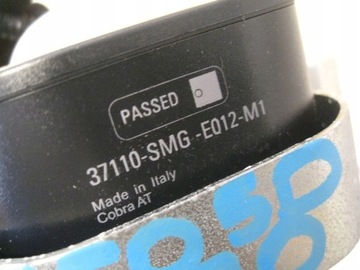 PASSED
37110-SMG -E012-M1
Made in Italy
Cobra AT